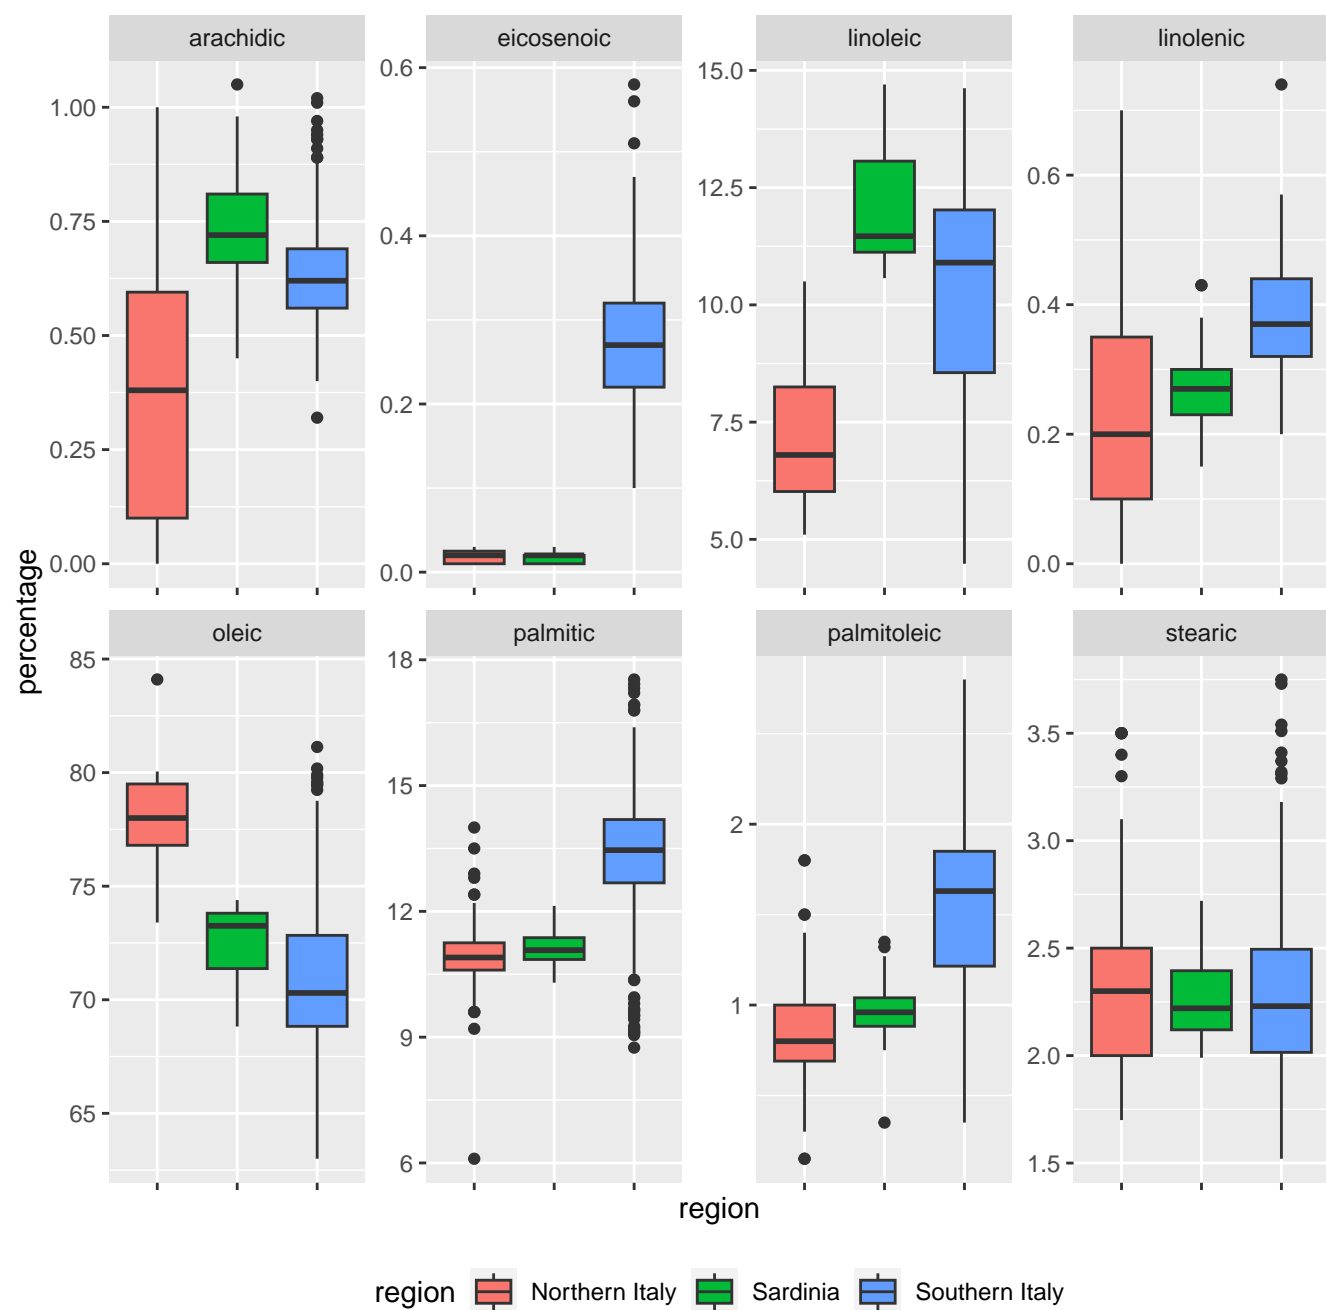 arachidic eicosenoic linoleic linolenic
1.00 0.75 0.50 0.25 0.00
0.6 0.4 0.2 0.0
15.0 12.5 10.0 7.5 5.0
0.6 0.4 0.2 0.0
percentage
oleic palmitic palmitoleic stearic
85 80 75 70 65
18 15 12 9 6
2 1
3.5 3.0 2.5 2.0 1.5
region
region Northern Italy Sardinia Southern Italy